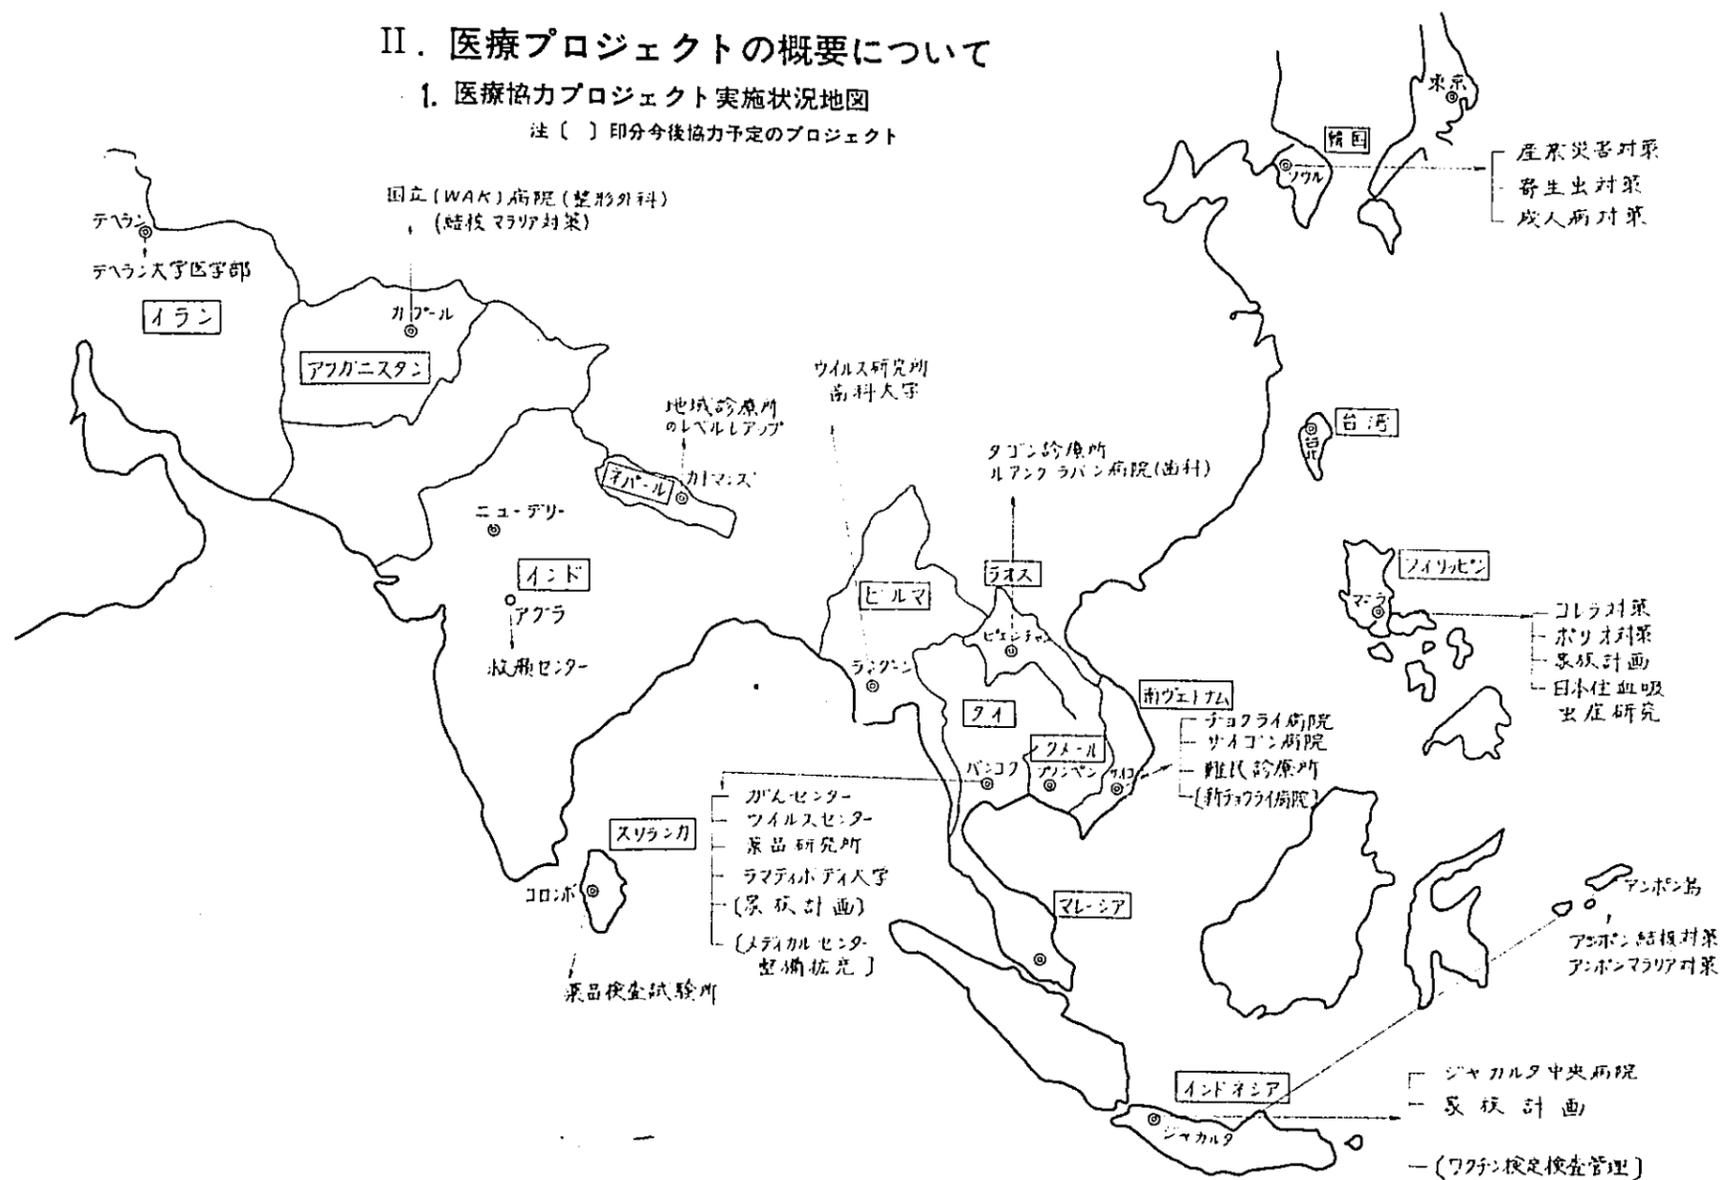 II. 医療プロジェクトの概要について
1. 医療協力プロジェクト実施状況地図
注〔 〕印分今後協力予定のプロジェクト
東京
韓国
ソウル
産業災害対策
寄生虫対策
成人病対策
国立(WAK)病院(整形外科)
(結核マラリア対策)
テヘラン
テヘラン大学医学部
イラン
カブール
アフガニスタン
ウイルス研究所
歯科大学
地域診療所
のレベルアップ
ネパール
カトマンズ
台湾
台北
タゴン診療所
ルアンプラバン病院(歯科)
ニューデリー
インド
アグラ
救癩センター
ビルマ
ラングーン
ラオス
ビエンチャン
フィリッピン
マニラ
コレラ対策
ポリオ対策
家族計画
日本住血吸
虫症研究
タイ
バンコク
南ヴェトナム
チョウライ病院
サイゴン病院
難民診療所
〔新チョウライ病院〕
クメール
プノンペン
サイゴン
がんセンター
ウイルスセンター
薬品研究所
ラマティボディ大学
〔家族計画〕
〔メディカルセンター
整備拡充〕
スリランカ
コロンボ
薬品検査試験所
マレーシア
アンボン島
アンボン結核対策
アンボンマラリア対策
インドネシア
ジャカルタ
ジャカルタ中央病院
家族計画
〔ワクチン検定検査管理〕